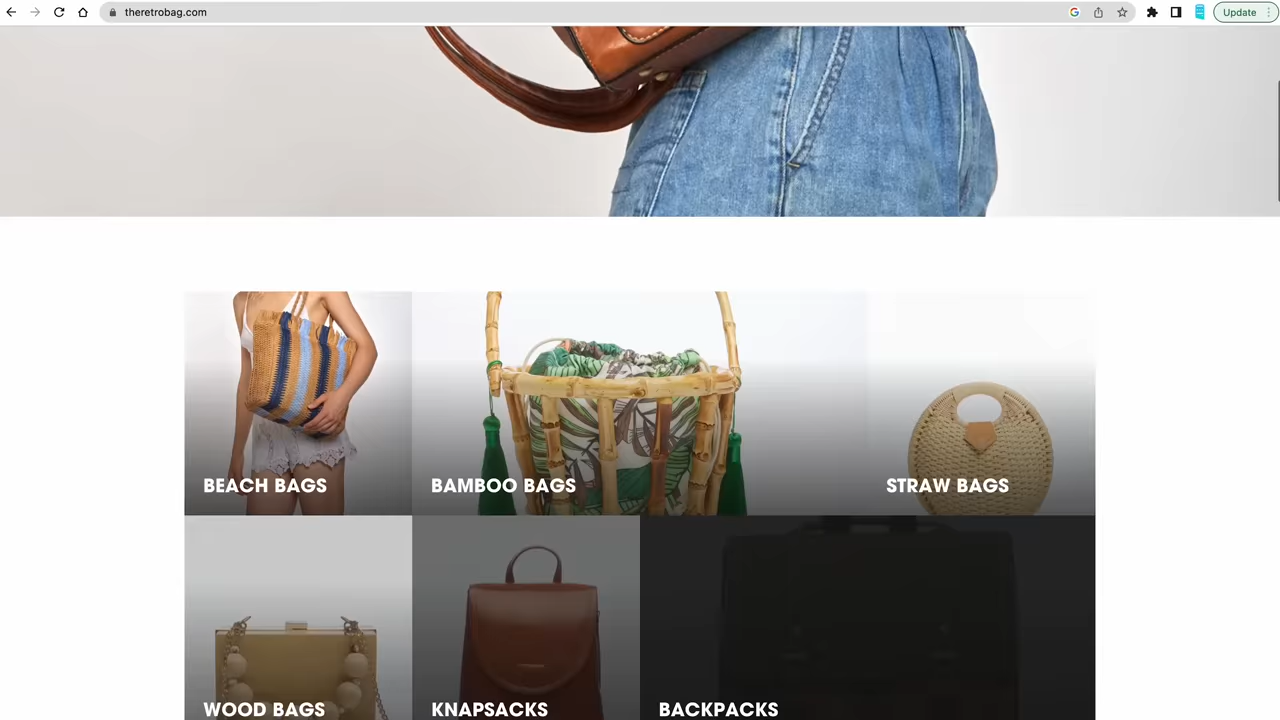 theretrobag.com
Update
BEACH BAGS
BAMBOO BAGS
STRAW BAGS
WOOD BAGS
KNAPSACKS
BACKPACKS